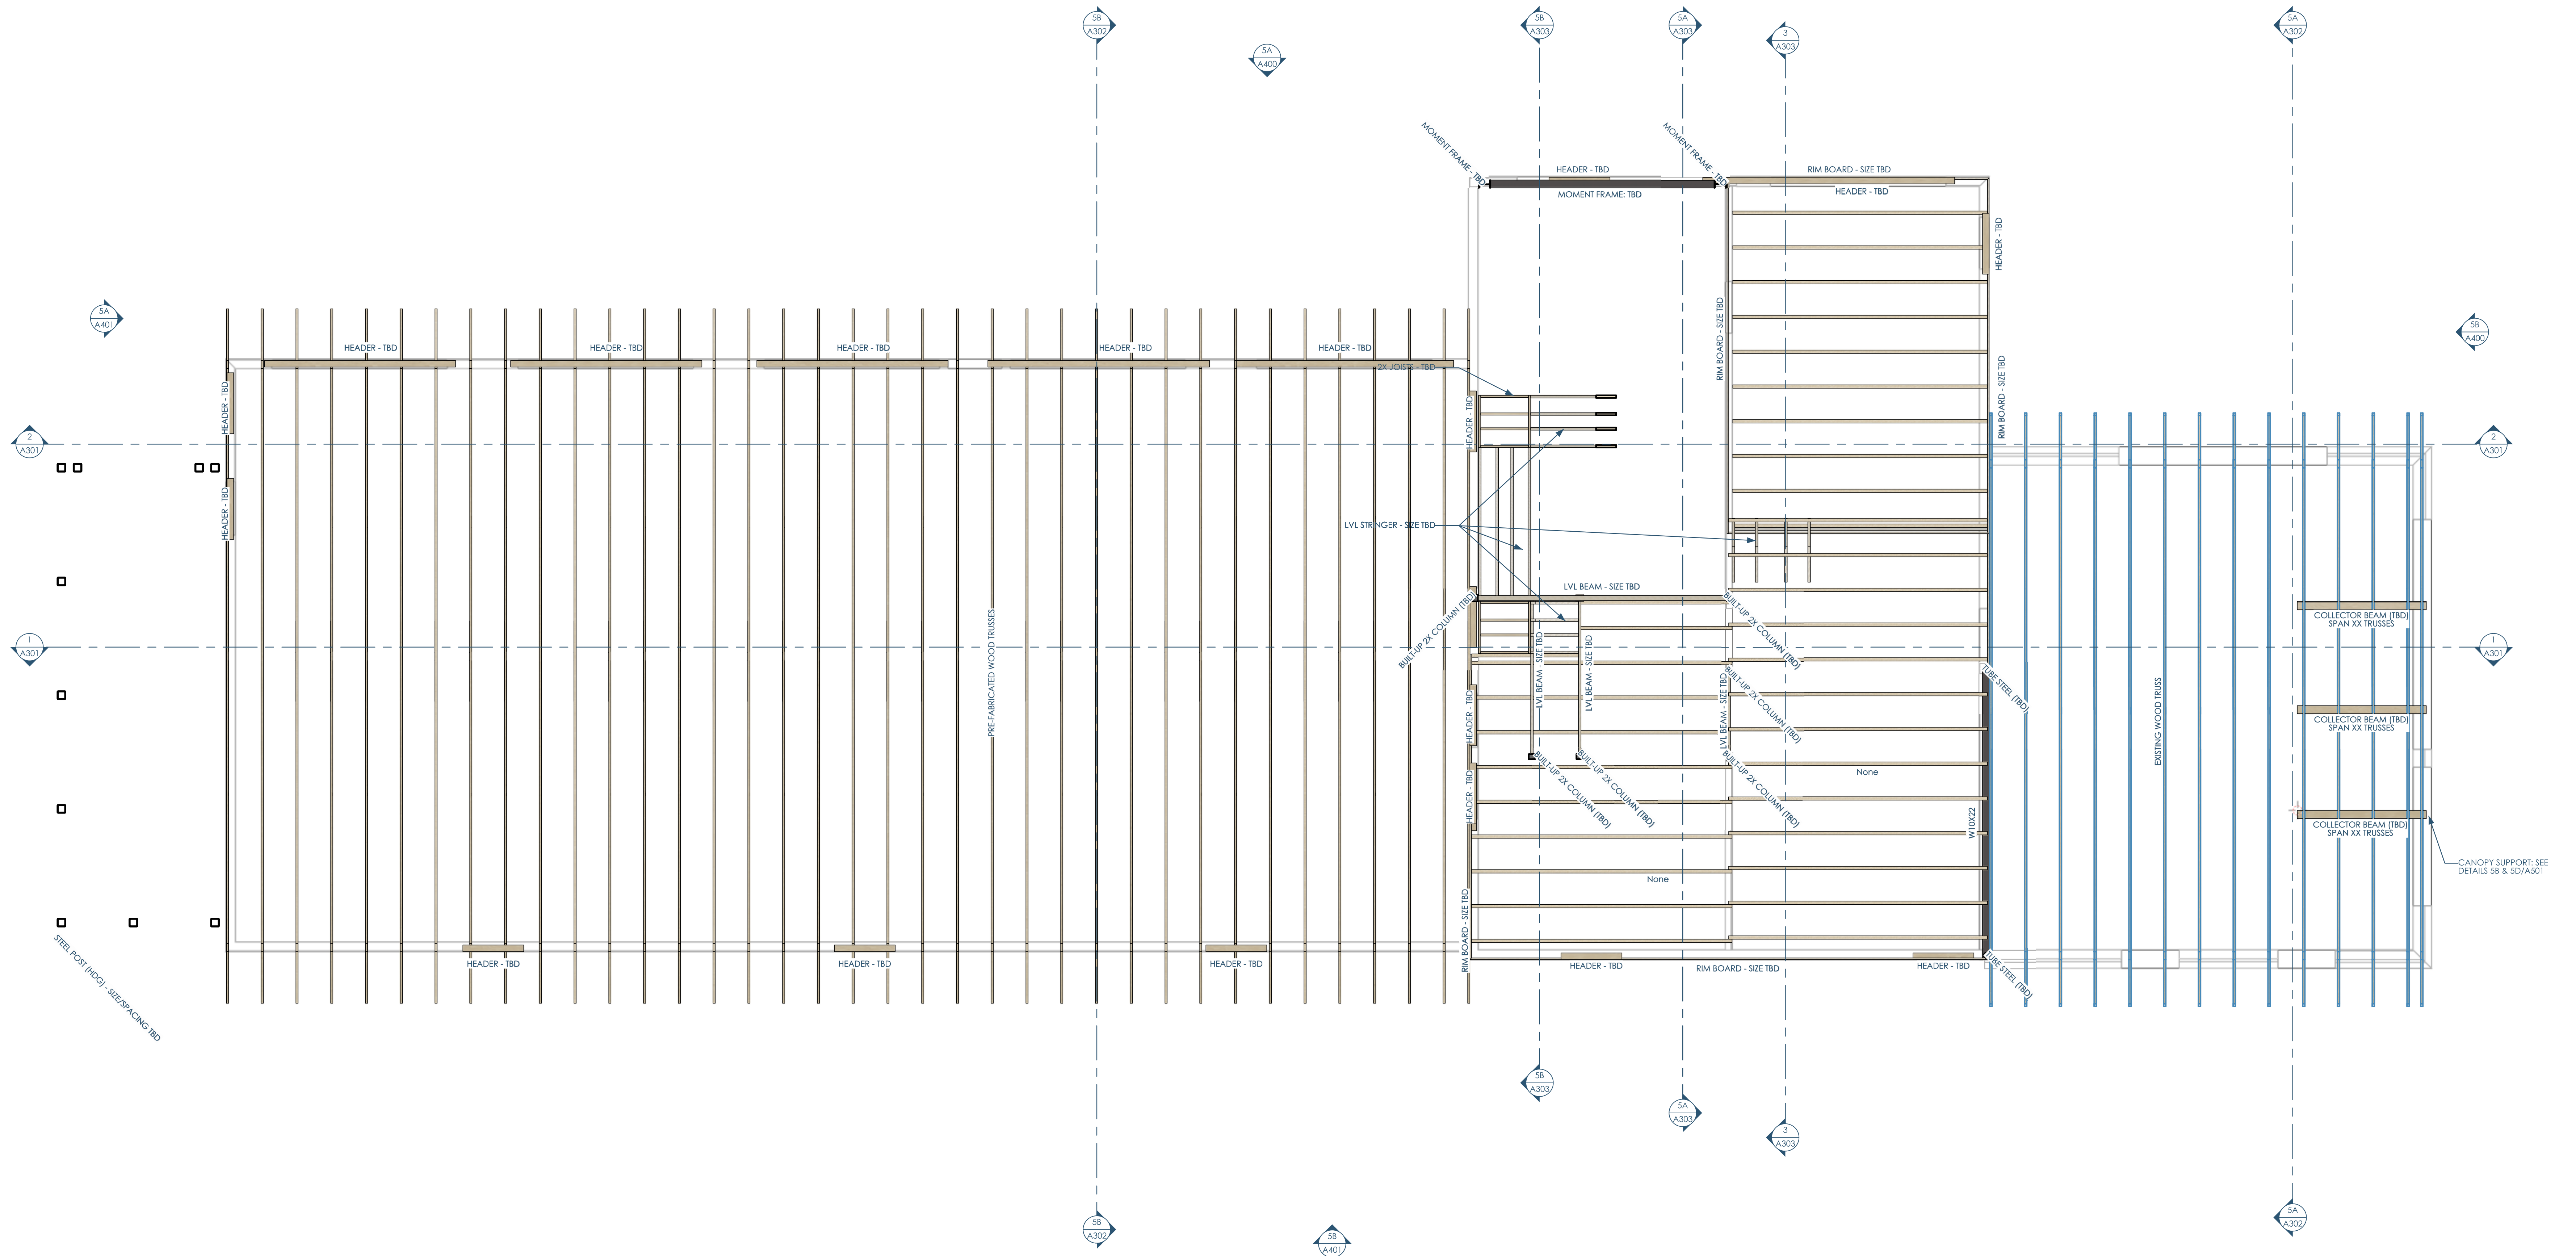 5B
A302
5A
A400
5B
A303
5A
A303
3
A303
5A
A302
MOMENT FRAME - TBD
MOMENT FRAME - TBD
HEADER - TBD
RIM BOARD - SIZE TBD
MOMENT FRAME: TBD
HEADER - TBD
HEADER - TBD
5A
A401
RIM BOARD - SIZE TBD
5B
A400
HEADER - TBD
HEADER - TBD
HEADER - TBD
HEADER - TBD
HEADER - TBD
2X JOISTS - TBD
RIM BOARD - SIZE TBD
HEADER - TBD
HEADER - TBD
2
A301
2
A301
HEADER - TBD
LVL STRINGER - SIZE TBD
LVL BEAM - SIZE TBD
BUILT-UP 2X COLUMN (TBD)
BUILT-UP 2X COLUMN (TBD)
COLLECTOR BEAM (TBD)
SPAN XX TRUSSES
1
A301
1
A301
PRE-FABRICATED WOOD TRUSSES
LVL BEAM - SIZE TBD
LVL BEAM - SIZE TBD
BUILT-UP 2X COLUMN (TBD)
LVL BEAM - SIZE TBD
TUBE STEEL (TBD)
EXISTING WOOD TRUSS
HEADER - TBD
COLLECTOR BEAM (TBD)
SPAN XX TRUSSES
HEADER - TBD
BUILT-UP 2X COLUMN (TBD)
BUILT-UP 2X COLUMN (TBD)
BUILT-UP 2X COLUMN (TBD)
None
W10X22
COLLECTOR BEAM (TBD)
SPAN XX TRUSSES
CANOPY SUPPORT: SEE
DETAILS 5B & 5D/A501
None
RIM BOARD - SIZE TBD
STEEL POST (HDG) - SIZE/SPACING TBD
HEADER - TBD
HEADER - TBD
HEADER - TBD
HEADER - TBD
RIM BOARD - SIZE TBD
HEADER - TBD
TUBE STEEL (TBD)
5B
A303
5A
A303
3
A303
5B
A302
5B
A401
5A
A302